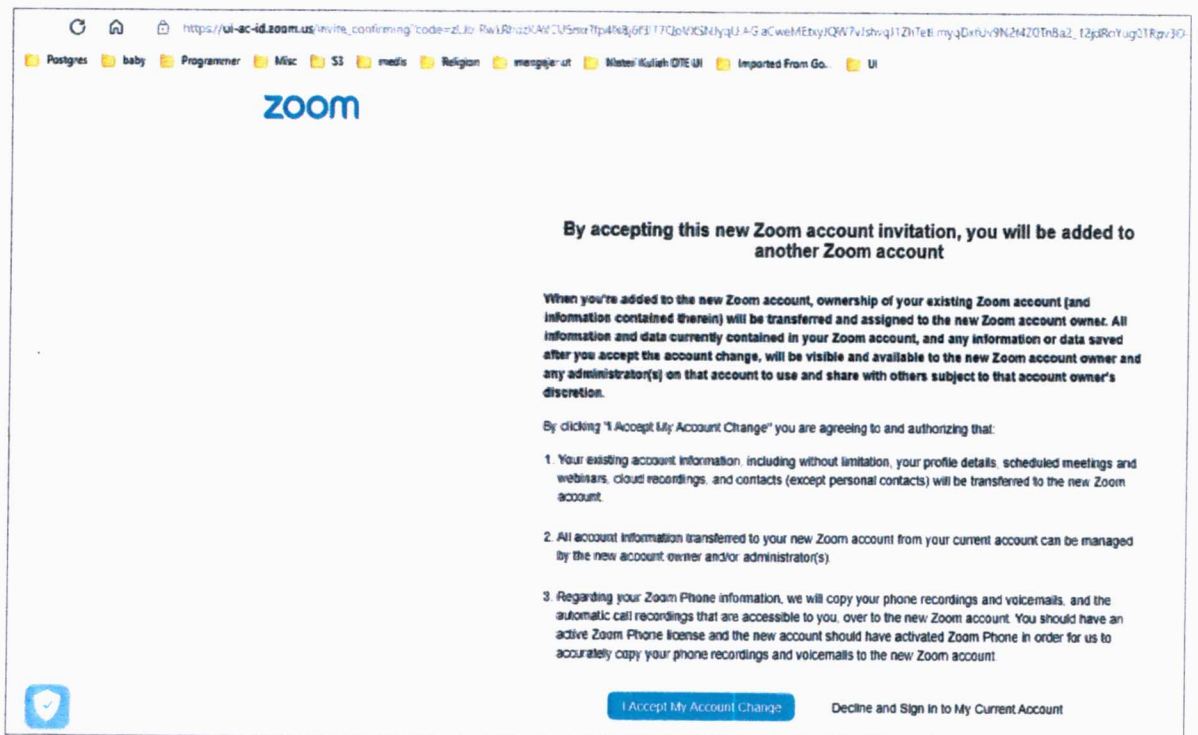 https://ui-ac-id.zoom.us/invite_confirming?code=
Postgres baby Programmer Misc S3 medis Religion mengajar ut Materi Kuliah DTE UI Imported From Go... UI
zoom
By accepting this new Zoom account invitation, you will be added to
another Zoom account
When you're added to the new Zoom account, ownership of your existing Zoom account (and
information contained therein) will be transferred and assigned to the new Zoom account owner. All
information and data currently contained in your Zoom account, and any information or data saved
after you accept the account change, will be visible and available to the new Zoom account owner and
any administrator(s) on that account to use and share with others subject to that account owner's
discretion.
By clicking "I Accept My Account Change" you are agreeing to and authorizing that:
1. Your existing account information, including without limitation, your profile details, scheduled meetings and
webinars, cloud recordings, and contacts (except personal contacts) will be transferred to the new Zoom
account.
2. All account information transferred to your new Zoom account from your current account can be managed
by the new account owner and/or administrator(s)
3. Regarding your Zoom Phone information, we will copy your phone recordings and voicemails, and the
automatic call recordings that are accessible to you, over to the new Zoom account. You should have an
active Zoom Phone license and the new account should have activated Zoom Phone in order for us to
accurately copy your phone recordings and voicemails to the new Zoom account.
I Accept My Account Change Decline and Sign In to My Current Account